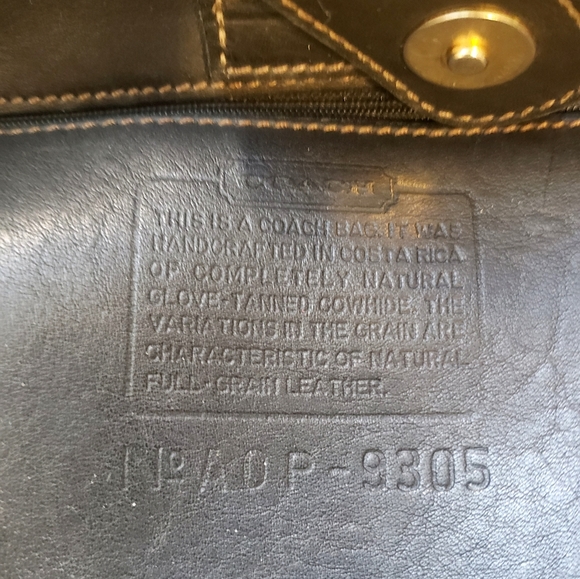 COACH
THIS IS A COACH BAG. IT WAS
HANDCRAFTED IN COSTA RICA
OF COMPLETELY NATURAL
GLOVE-TANNED COWHIDE. THE
VARIATIONS IN THE GRAIN ARE
CHARACTERISTIC OF NATURAL
FULL-GRAIN LEATHER.
Nº ADP-9305